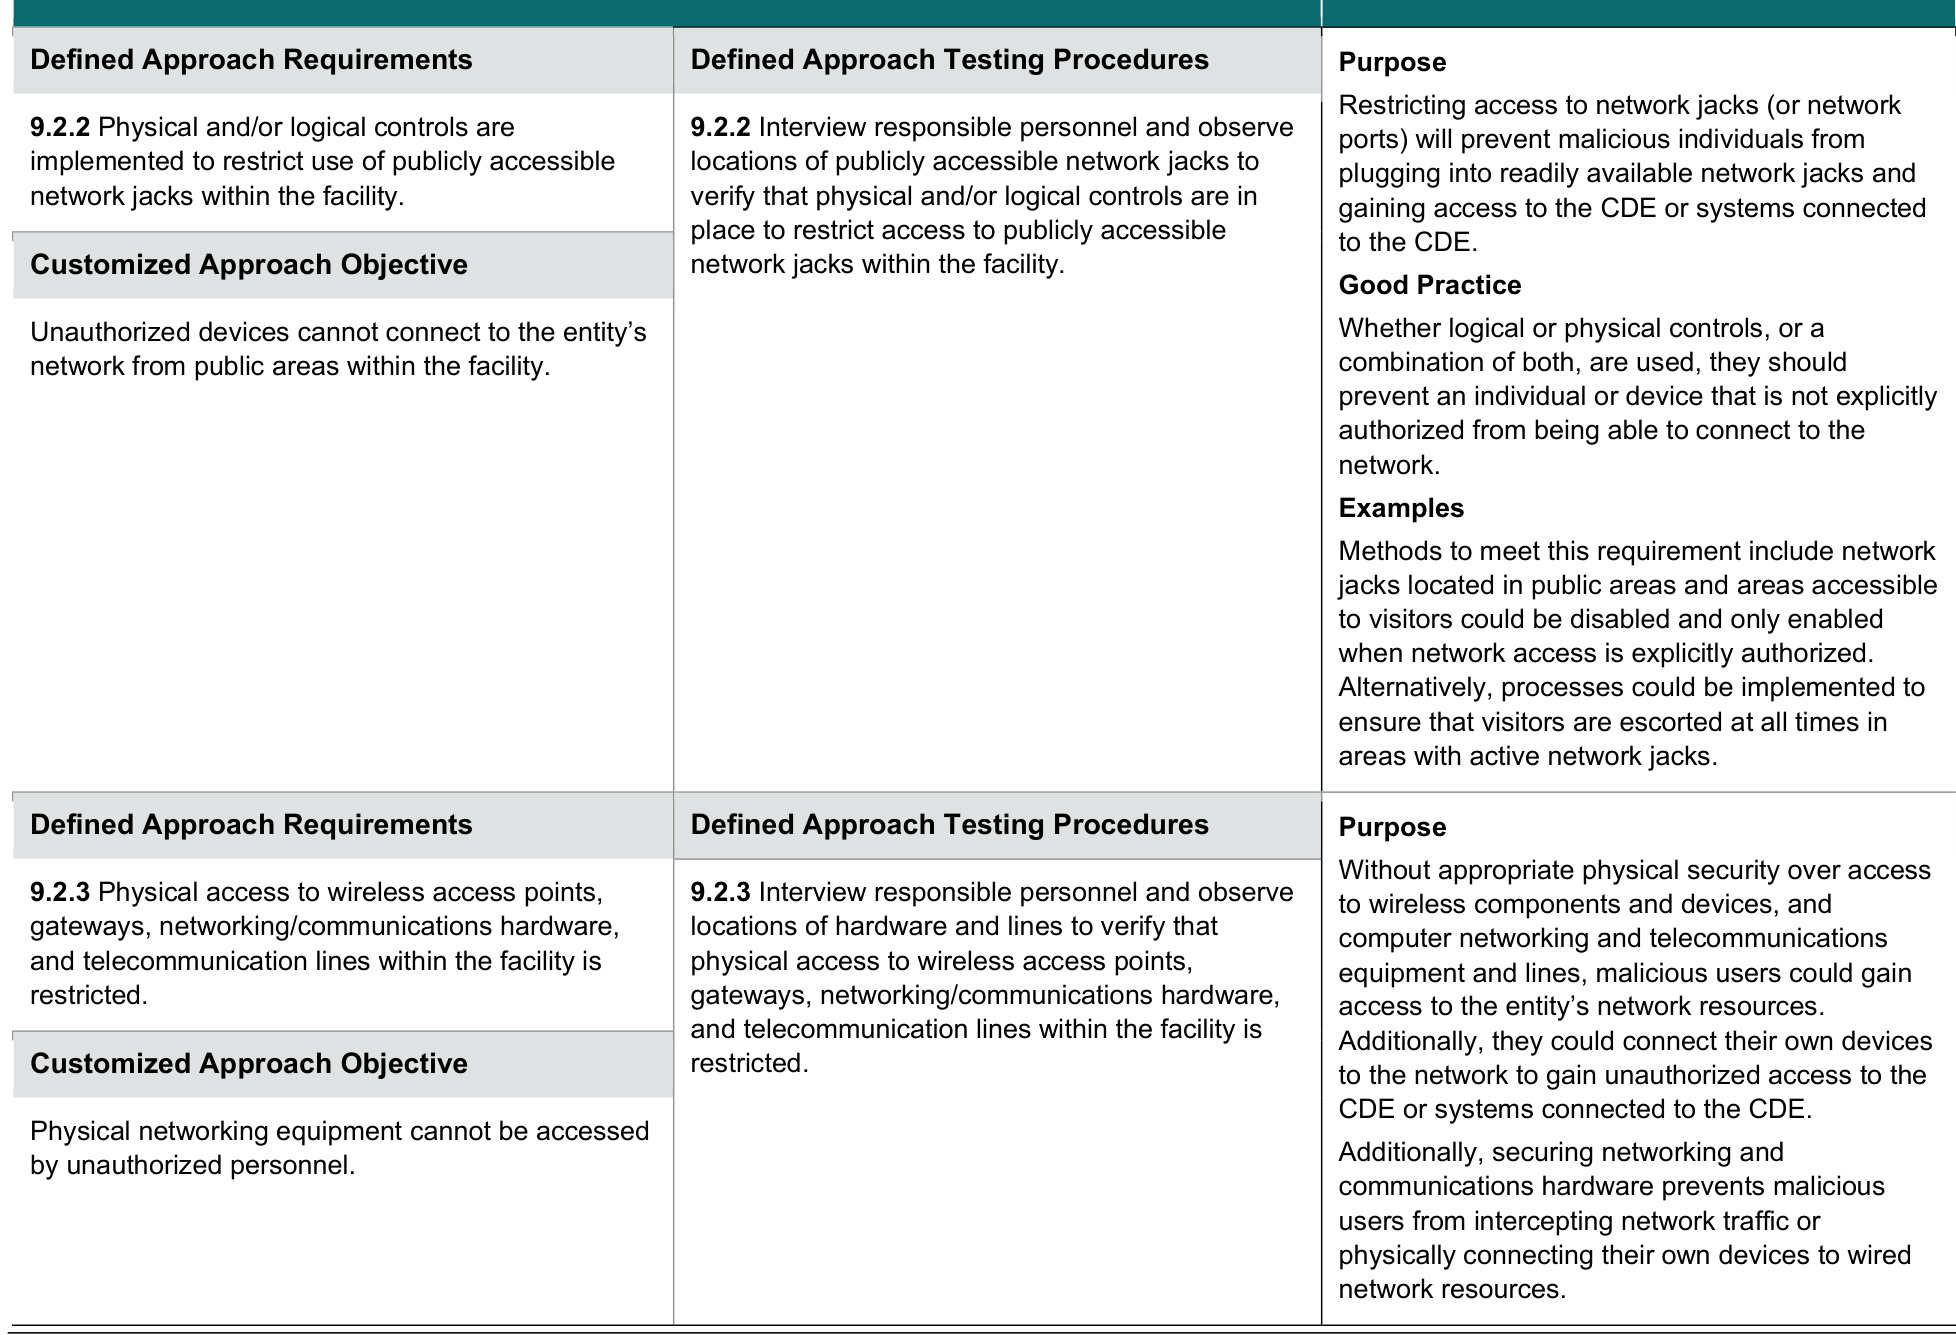 Defined Approach Requirements
9.2.2 Physical and/or logical controls are
implemented to restrict use of publicly accessible
network jacks within the facility.
Customized Approach Objective
Unauthorized devices cannot connect to the entity’s
network from public areas within the facility.
Defined Approach Testing Procedures
9.2.2 Interview responsible personnel and observe
locations of publicly accessible network jacks to
verify that physical and/or logical controls are in
place to restrict access to publicly accessible
network jacks within the facility.
Purpose
Restricting access to network jacks (or network
ports) will prevent malicious individuals from
plugging into readily available network jacks and
gaining access to the CDE or systems connected
to the CDE.
Good Practice
Whether logical or physical controls, or a
combination of both, are used, they should
prevent an individual or device that is not explicitly
authorized from being able to connect to the
network.
Examples
Methods to meet this requirement include network
jacks located in public areas and areas accessible
to visitors could be disabled and only enabled
when network access is explicitly authorized.
Alternatively, processes could be implemented to
ensure that visitors are escorted at all times in
areas with active network jacks.
Defined Approach Requirements
9.2.3 Physical access to wireless access points,
gateways, networking/communications hardware,
and telecommunication lines within the facility is
restricted.
Customized Approach Objective
Physical networking equipment cannot be accessed
by unauthorized personnel.
Defined Approach Testing Procedures
9.2.3 Interview responsible personnel and observe
locations of hardware and lines to verify that
physical access to wireless access points,
gateways, networking/communications hardware,
and telecommunication lines within the facility is
restricted.
Purpose
Without appropriate physical security over access
to wireless components and devices, and
computer networking and telecommunications
equipment and lines, malicious users could gain
access to the entity’s network resources.
Additionally, they could connect their own devices
to the network to gain unauthorized access to the
CDE or systems connected to the CDE.
Additionally, securing networking and
communications hardware prevents malicious
users from intercepting network traffic or
physically connecting their own devices to wired
network resources.